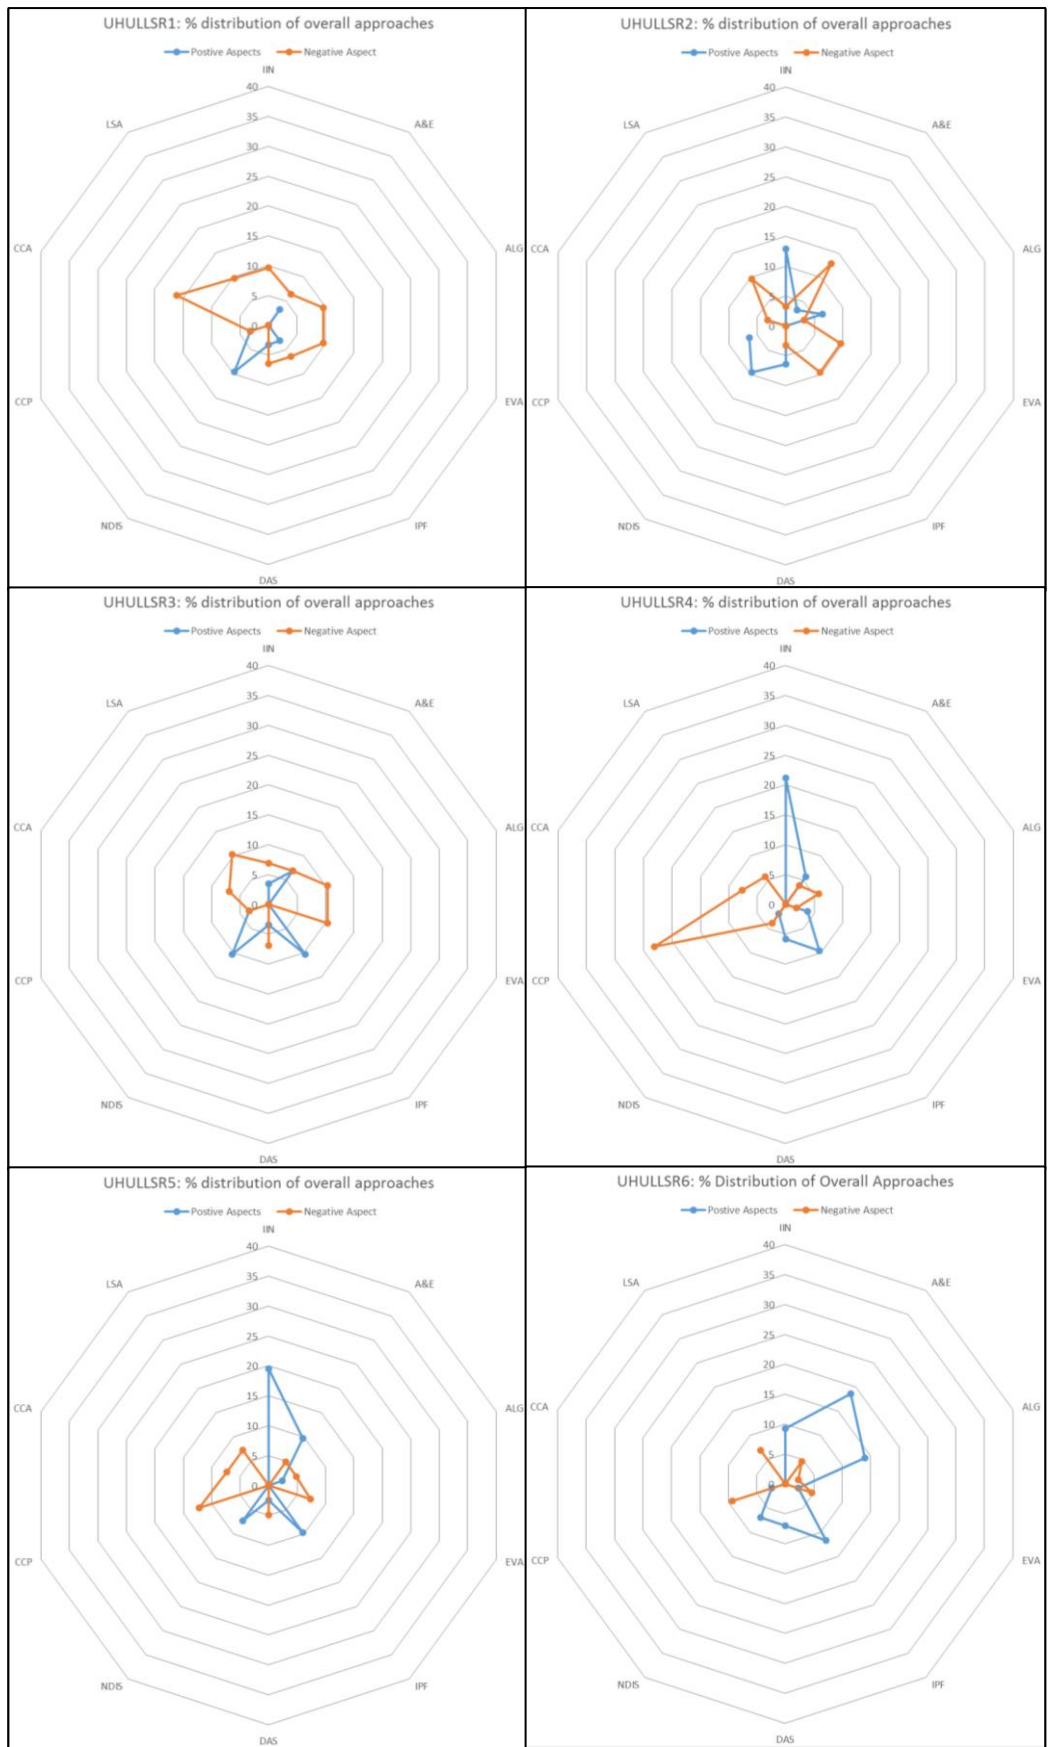 UHULLSR1: % distribution of overall approaches
Postive Aspects Negative Aspect
IIN
40
35
30
25
20
15
10
5
0
A&E
ALG
EVA
IPF
DAS
NDIS
CCP
CCA
LSA
UHULLSR2: % distribution of overall approaches
Postive Aspects Negative Aspect
IIN
40
35
30
25
20
15
10
5
0
A&E
ALG
EVA
IPF
DAS
NDIS
CCP
CCA
LSA
UHULLSR3: % distribution of overall approaches
Postive Aspects Negative Aspect
IIN
40
35
30
25
20
15
10
5
0
A&E
ALG
EVA
IPF
DAS
NDIS
CCP
CCA
LSA
UHULLSR4: % distribution of overall approaches
Postive Aspects Negative Aspect
IIN
40
35
30
25
20
15
10
5
0
A&E
ALG
EVA
IPF
DAS
NDIS
CCP
CCA
LSA
UHULLSR5: % distribution of overall approaches
Postive Aspects Negative Aspect
IIN
40
35
30
25
20
15
10
5
0
A&E
ALG
EVA
IPF
DAS
NDIS
CCP
CCA
LSA
UHULLSR6: % Distribution of Overall Approaches
Postive Aspects Negative Aspect
IIN
40
35
30
25
20
15
10
5
0
A&E
ALG
EVA
IPF
DAS
NDIS
CCP
CCA
LSA